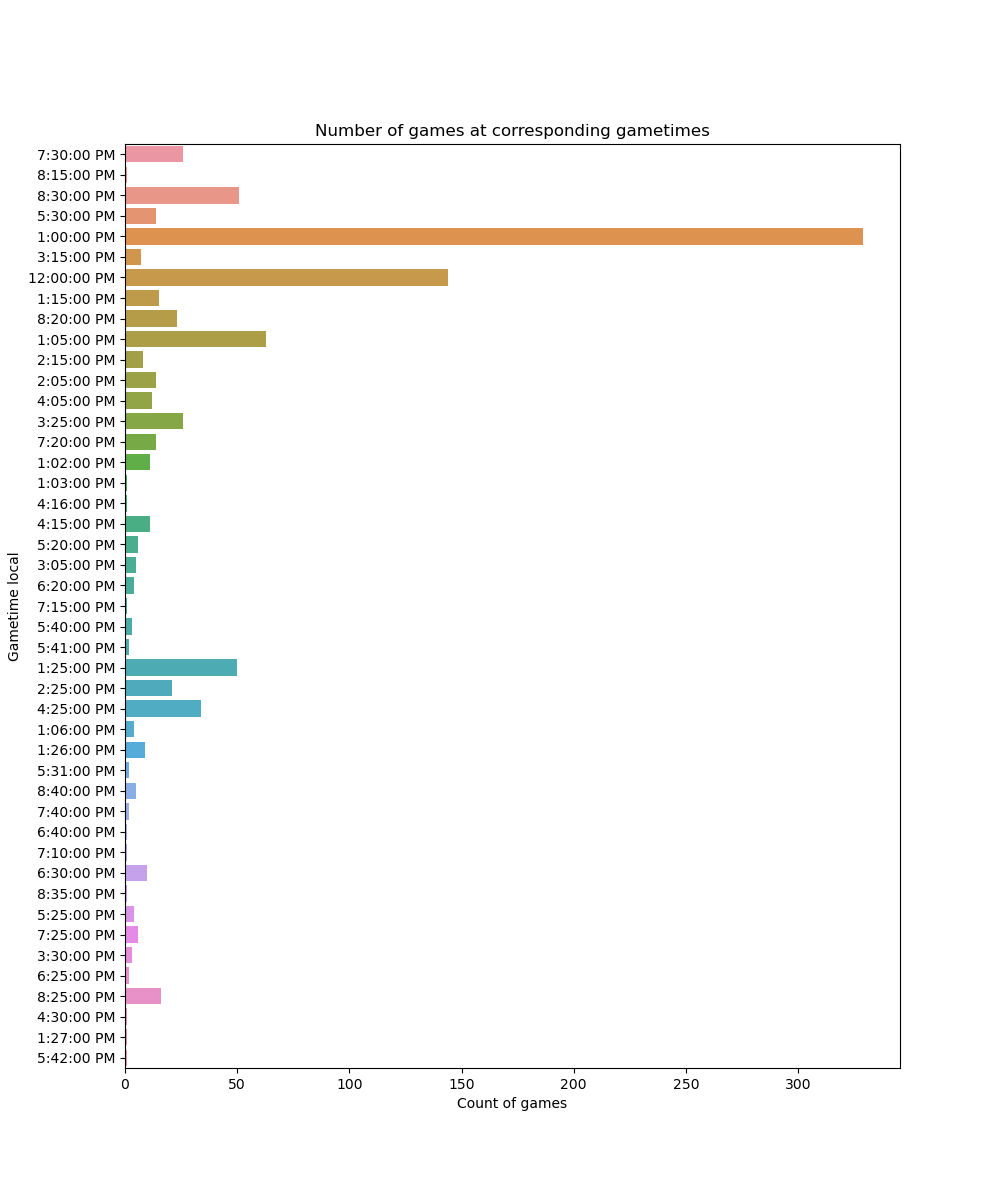 Number of games at corresponding gametimes
Gametime local
7:30:00 PM
8:15:00 PM
8:30:00 PM
5:30:00 PM
1:00:00 PM
3:15:00 PM
12:00:00 PM
1:15:00 PM
8:20:00 PM
1:05:00 PM
2:15:00 PM
2:05:00 PM
4:05:00 PM
3:25:00 PM
7:20:00 PM
1:02:00 PM
1:03:00 PM
4:16:00 PM
4:15:00 PM
5:20:00 PM
3:05:00 PM
6:20:00 PM
7:15:00 PM
5:40:00 PM
5:41:00 PM
1:25:00 PM
2:25:00 PM
4:25:00 PM
1:06:00 PM
1:26:00 PM
5:31:00 PM
8:40:00 PM
7:40:00 PM
6:40:00 PM
7:10:00 PM
6:30:00 PM
8:35:00 PM
5:25:00 PM
7:25:00 PM
3:30:00 PM
6:25:00 PM
8:25:00 PM
4:30:00 PM
1:27:00 PM
5:42:00 PM
0 50 100 150 200 250 300
Count of games